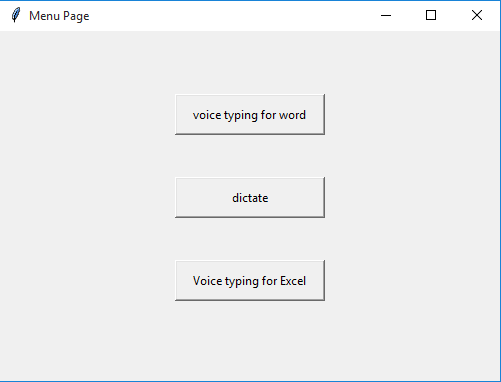 Menu Page
voice typing for word
dictate
Voice typing for Excel